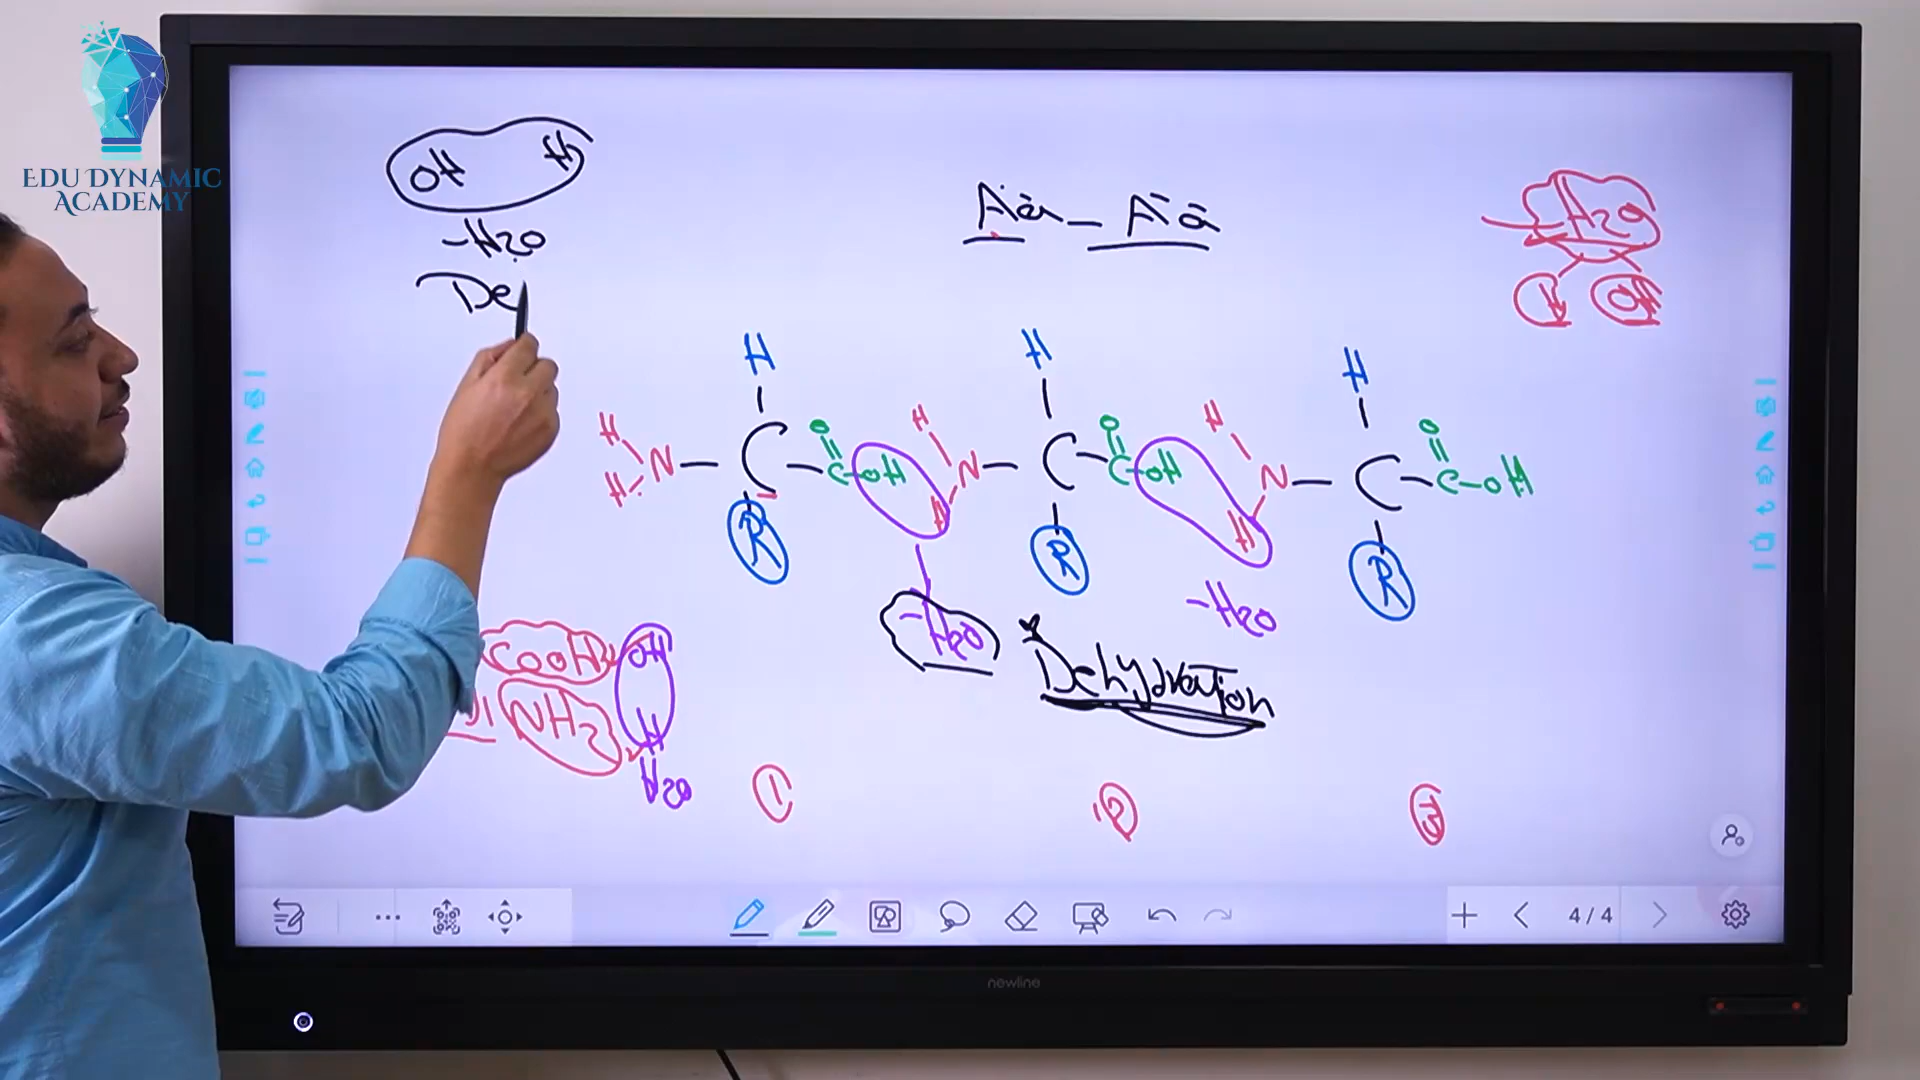 EDU DYNAMIC
ACADEMY
OH H
-H2O
De
A.a - A.a
-H2O
H OH
H H H
H O H O H O
N - C - C - OH N - C - C - OH N - C - C - OH
H H H
R R R
-H2O
-H2O
Dehydration
COOH OH
NH2 H
H2O
1 2 3
4 / 4
newline